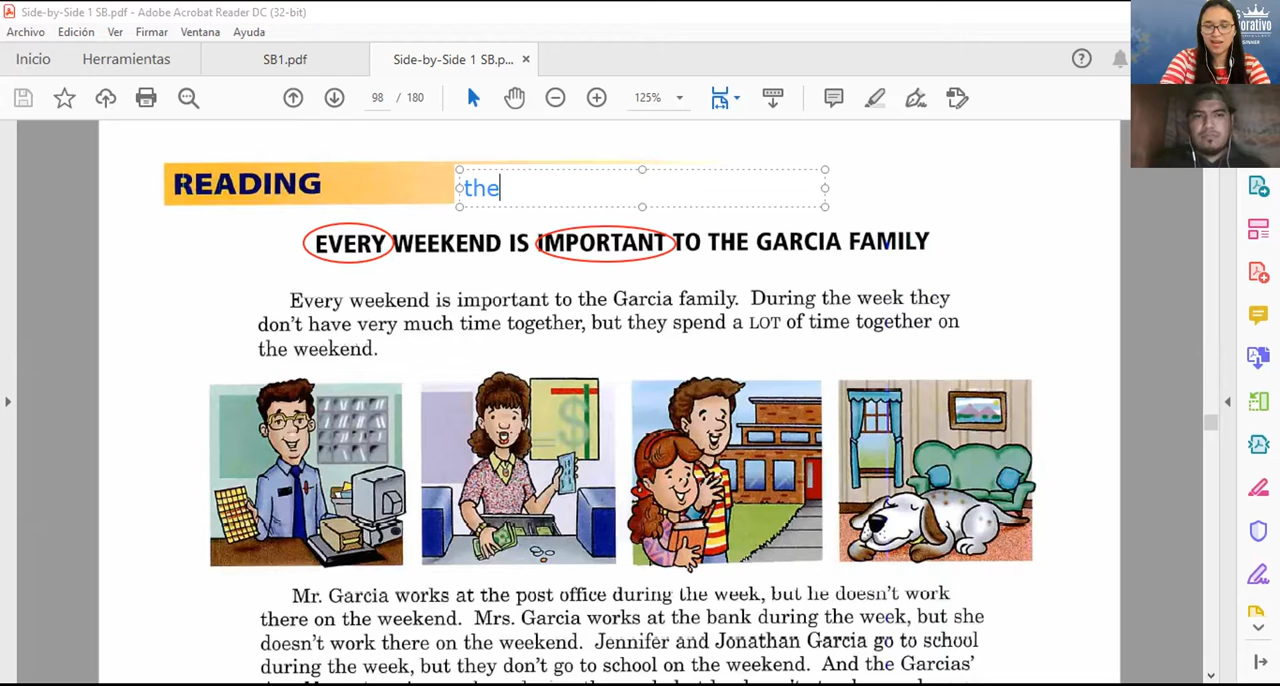 Side-by-Side 1 SB.pdf - Adobe Acrobat Reader DC (32-bit)
Archivo Edición Ver Firmar Ventana Ayuda
Inicio Herramientas SB1.pdf Side-by-Side 1 SB.p... ×
98 / 180 125%
READING the
EVERY WEEKEND IS IMPORTANT TO THE GARCIA FAMILY
Every weekend is important to the Garcia family. During the week they
don't have very much time together, but they spend a LOT of time together on
the weekend.
$
Mr. Garcia works at the post office during the week, but he doesn't work
there on the weekend. Mrs. Garcia works at the bank during the week, but she
doesn't work there on the weekend. Jennifer and Jonathan Garcia go to school
during the week, but they don't go to school on the weekend. And the Garcias'